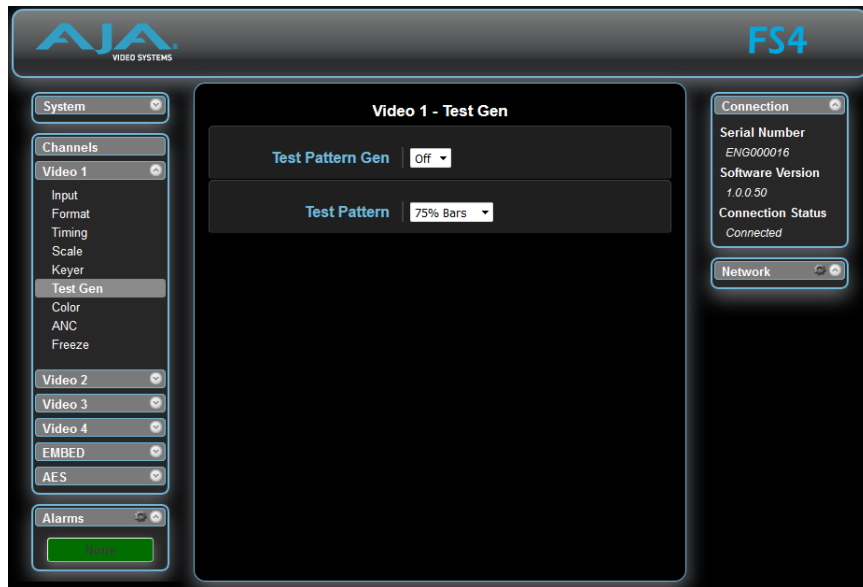 AJA
VIDEO SYSTEMS
FS4
System
Channels
Video 1
Input
Format
Timing
Scale
Keyer
Test Gen
Color
ANC
Freeze
Video 2
Video 3
Video 4
EMBED
AES
Alarms
None
Video 1 - Test Gen
Test Pattern Gen Off
Test Pattern 75% Bars
Connection
Serial Number
ENG000016
Software Version
1.0.0.50
Connection Status
Connected
Network